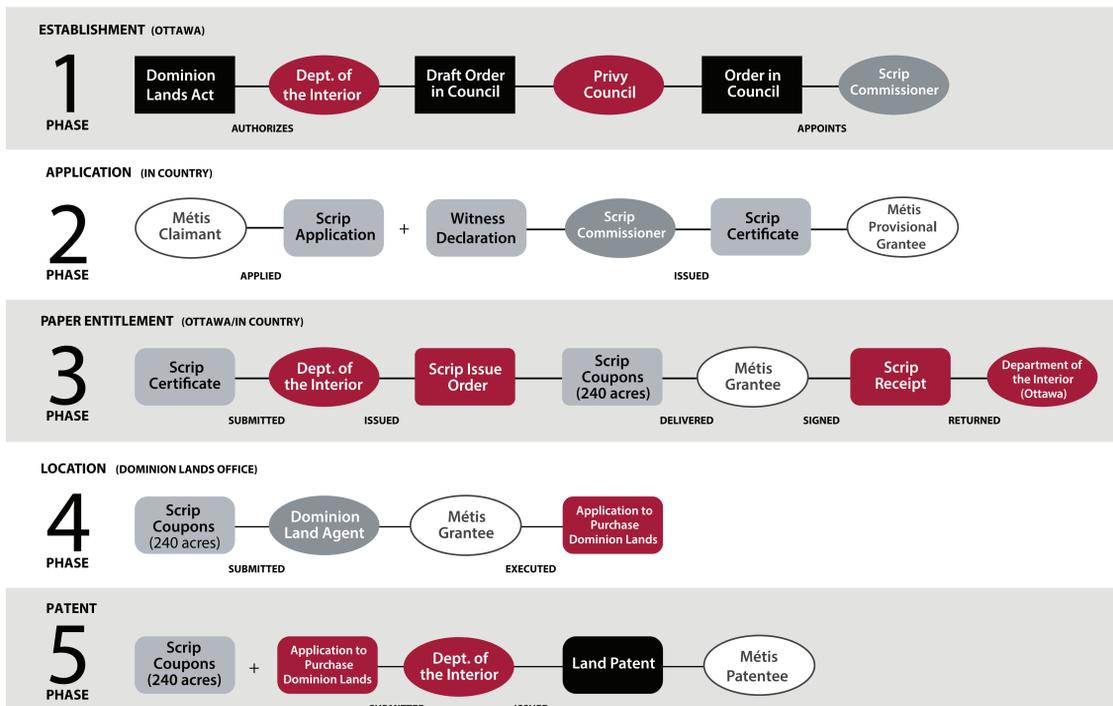 ESTABLISHMENT (OTTAWA)
1
PHASE
Dominion
Lands Act
AUTHORIZES
Dept. of
the Interior
Draft Order
in Council
Privy
Council
Order in
Council
APPOINTS
Scrip
Commissioner
APPLICATION (IN COUNTRY)
2
PHASE
Métis
Claimant
APPLIED
Scrip
Application
+
Witness
Declaration
Scrip
Commissioner
ISSUED
Scrip
Certificate
Métis
Provisional
Grantee
PAPER ENTITLEMENT (OTTAWA/IN COUNTRY)
3
PHASE
Scrip
Certificate
SUBMITTED
Dept. of
the Interior
ISSUED
Scrip Issue
Order
Scrip
Coupons
(240 acres)
DELIVERED
Métis
Grantee
SIGNED
Scrip
Receipt
RETURNED
Department of
the Interior
(Ottawa)
LOCATION (DOMINION LANDS OFFICE)
4
PHASE
Scrip
Coupons
(240 acres)
SUBMITTED
Dominion
Land Agent
Métis
Grantee
EXECUTED
Application to
Purchase
Dominion Lands
PATENT
5
PHASE
Scrip
Coupons
(240 acres)
+
Application to
Purchase
Dominion Lands
Dept. of
the Interior
Land Patent
Métis
Patentee